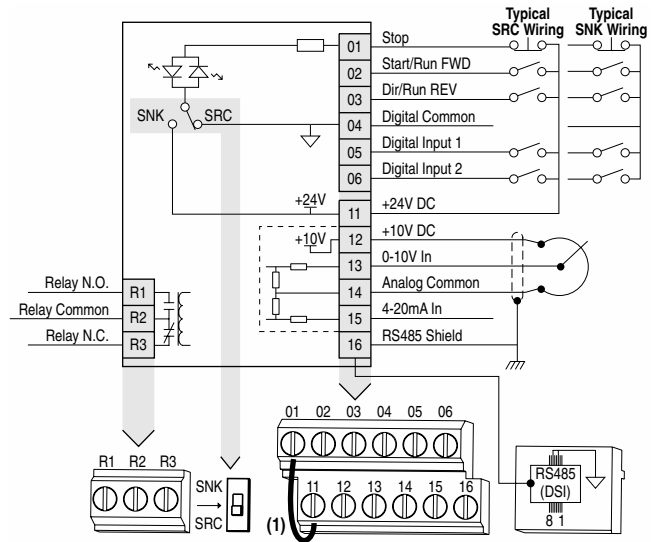 Typical SRC Wiring
Typical SNK Wiring
01 Stop
02 Start/Run FWD
03 Dir/Run REV
SNK SRC
04 Digital Common
05 Digital Input 1
06 Digital Input 2
+24V
11 +24V DC
+10V
12 +10V DC
13 0-10V In
14 Analog Common
15 4-20mA In
16 RS485 Shield
Relay N.O. R1
Relay Common R2
Relay N.C. R3
01 02 03 04 05 06
R1 R2 R3
SNK
SRC
11 12 13 14 15 16
(1)
RS485
(DSI)
8 1